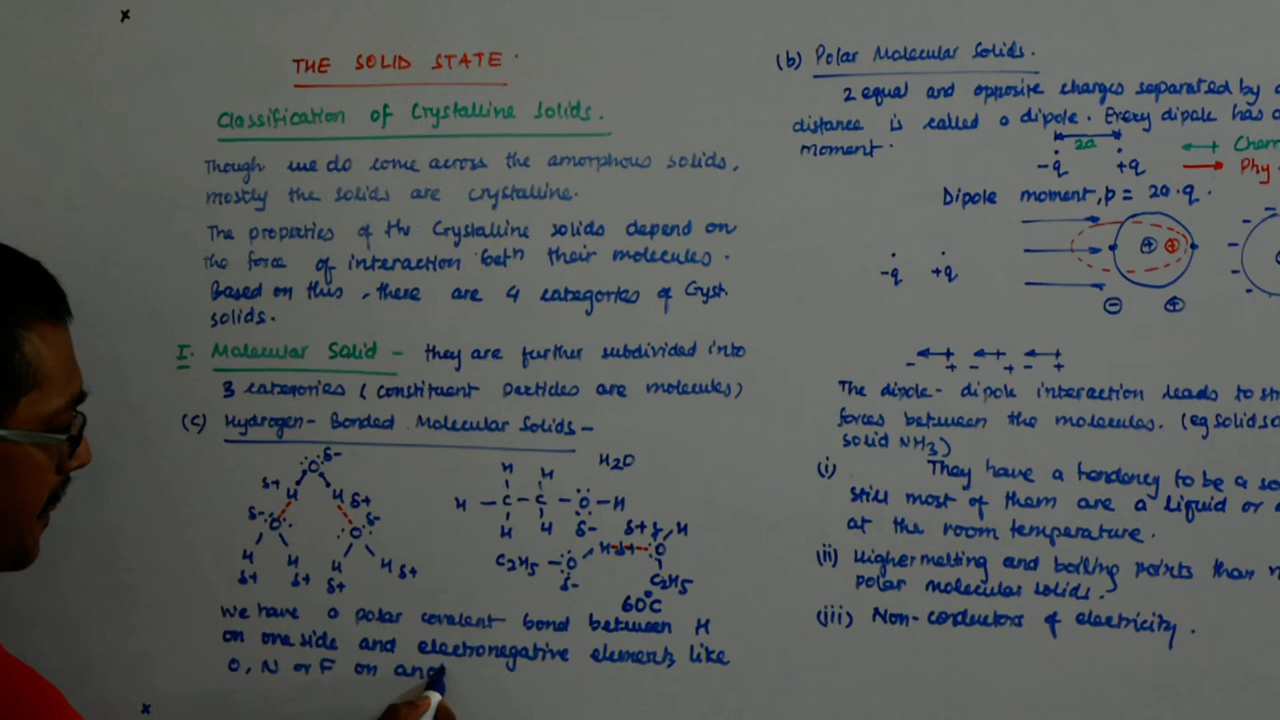 THE SOLID STATE.
Classification of Crystalline Solids.
Though we do come across the amorphous solids,
mostly the solids are crystalline.
The properties of the Crystalline solids depend on
the force of interaction betn their molecules.
Based on this, there are 4 categories of Cryst.
solids.
I. Molecular Solid - they are further subdivided into
3 categories (constituent particles are molecules)
(c) Hydrogen-Bonded Molecular Solids -
δ-
O
δ+ H H δ+
δ- O O δ-
H H H H δ+
δ+ δ+ δ+
H H H2O
H - C - C - O - H
H H δ- δ+ H
C2H5 - O H δ+ O
δ- C2H5
60°C
We have a polar covalent bond between H
on one side and electronegative elements like
O, N or F on ano
(b) Polar Molecular Solids.
2 equal and opposite charges separated by
distance is called a dipole. Every dipole has
moment.
2a
-q +q
Phy
Dipole moment, p = 2a.q.
-q +q
+ +
- +
- + - + - +
The dipole-dipole interaction leads to
forces between the molecules. (eg solid
solid NH3)
(i) They have a tendency to be a
still most of them are a liquid or
at the room temperature.
(ii) Higher melting and boiling points than
polar molecular solids.
(iii) Non-conductors of electricity.